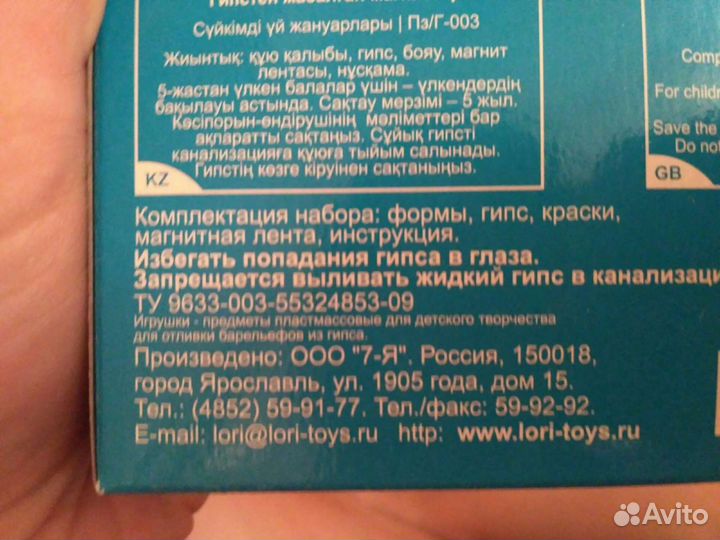 Сүйкімді үй жануарлары | Пз/Г-003
Жиынтық: құю қалыбы, гипс, бояу, магнит
лентасы, нұсқама.
5-жастан үлкен балалар үшін – үлкендердің
бақылауы астында. Сақтау мерзімі – 5 жыл.
Кәсіпорын-өндірушінің мәліметтері бар
ақпаратты сақтаңыз. Сұйық гипсті
канализацияға құюға тыйым салынады.
Гипстің көзге кіруінен сақтаныңыз.
KZ
Comp
For childre
Save the
Do not
GB
Комплектация набора: формы, гипс, краски,
магнитная лента, инструкция.
Избегать попадания гипса в глаза.
Запрещается выливать жидкий гипс в канализаци
ТУ 9633-003-55324853-09
Игрушки - предметы пластмассовые для детского творчества
для отливки барельефов из гипса.
Произведено: ООО "7-Я". Россия, 150018,
город Ярославль, ул. 1905 года, дом 15.
Тел.: (4852) 59-91-77. Тел./факс: 59-92-92.
E-mail: lori@lori-toys.ru http: www.lori-toys.ru
Avito